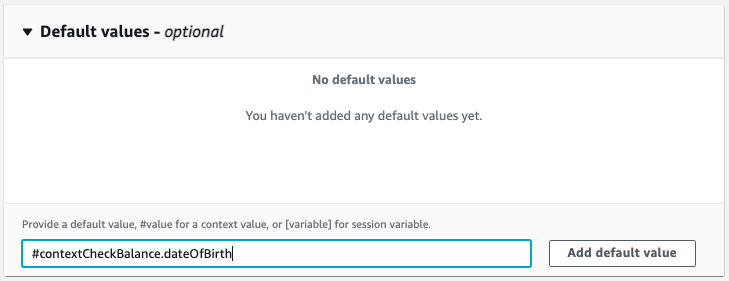 Default values - optional
No default values
You haven't added any default values yet.
Provide a default value, #value for a context value, or [variable] for session variable.
#contextCheckBalance.dateOfBirth
Add default value